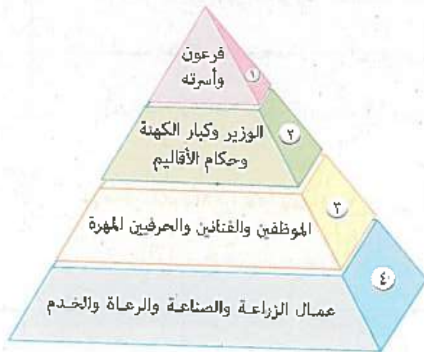 فرعون
وأسرته
١
الوزير وكبار الكهنة
وحكام الأقاليم
٢
الموظفين والفنانين والحرفيين المهرة
٣
عمال الزراعة والصناعة والرعاة والخدم
٤